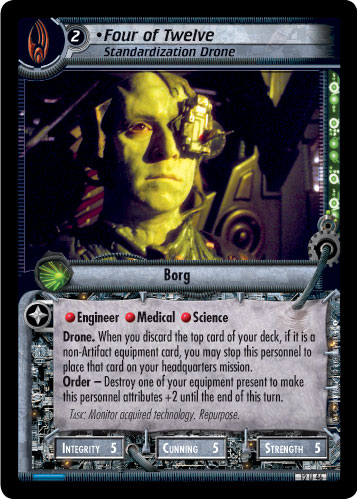 2
•Four of Twelve
Standardization Drone
Borg
Engineer Medical Science
Drone. When you discard the top card of your deck, if it is a
non-Artifact equipment card, you may stop this personnel to
place that card on your headquarters mission.
Order – Destroy one of your equipment present to make
this personnel attributes +2 until the end of this turn.
Task: Monitor acquired technology. Repurpose.
Integrity 5 Cunning 5 Strength 5